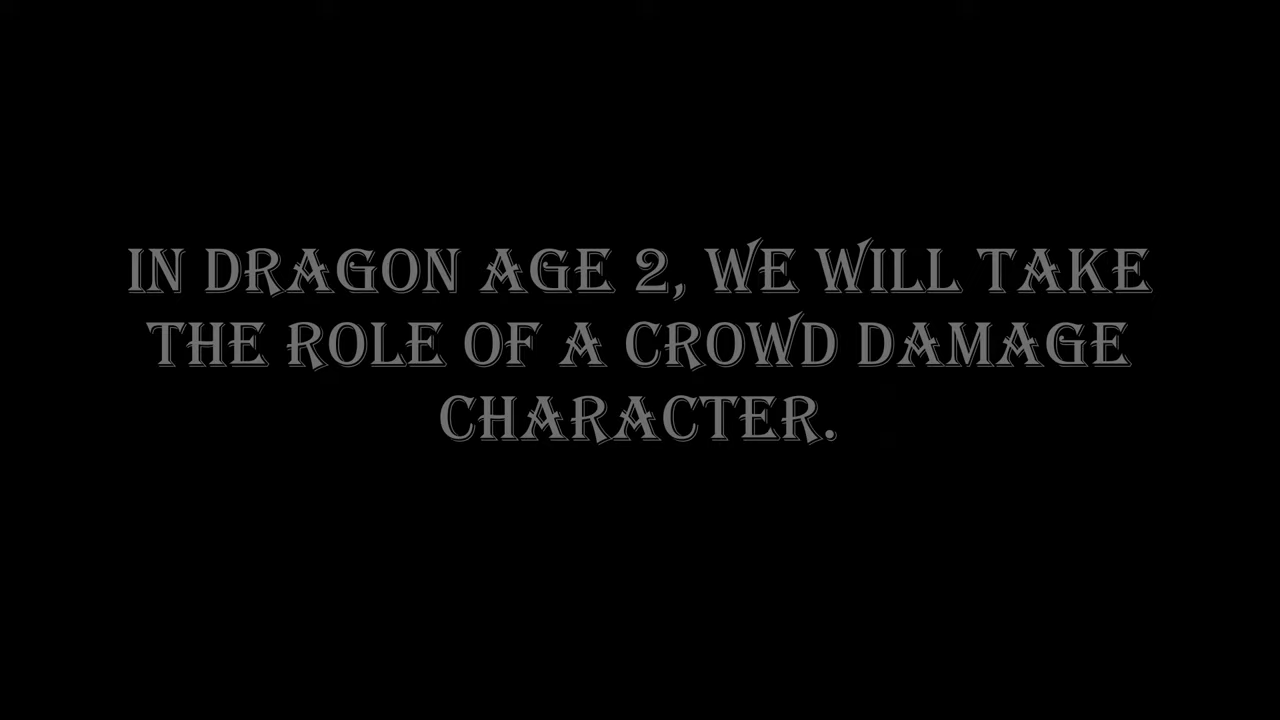 IN DRAGON AGE 2, WE WILL TAKE
THE ROLE OF A CROWD DAMAGE
CHARACTER.